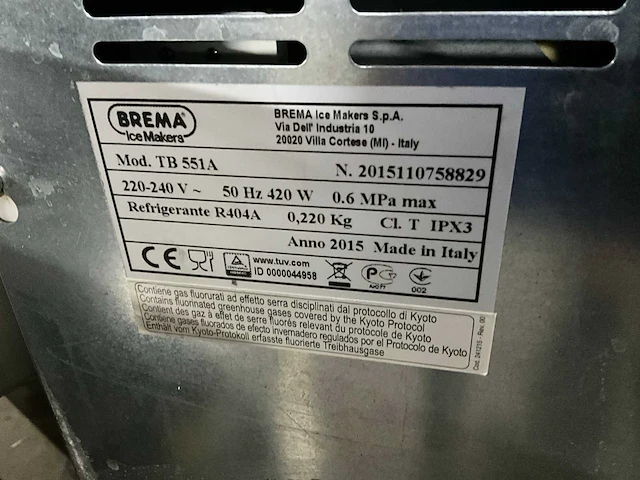 BREMA®
Ice Makers
BREMA Ice Makers S.p.A.
Via Dell' Industria 10
20020 Villa Cortese (MI) - Italy
Mod. TB 551A N. 2015110758829
220-240 V ~ 50 Hz 420 W 0.6 MPa max
Refrigerante R404A 0,220 Kg Cl. T IPX3
Anno 2015 Made in Italy
CE
www.tuv.com
ID 0000044958
002
Contiene gas fluorurati ad effetto serra disciplinati dal protocollo di Kyoto
Contains fluorinated greenhouse gases covered by the Kyoto Protocol
Contient des gaz à effet de serre fluorés relevant du protocole de Kyoto
Contiene gases fluorados de efecto invernadero regulados por el Protocolo de Kyoto
Enthält vom Kyoto-Protokoll erfasste fluorierte Treibhausgase
Cod. 241215 - Rev. 00